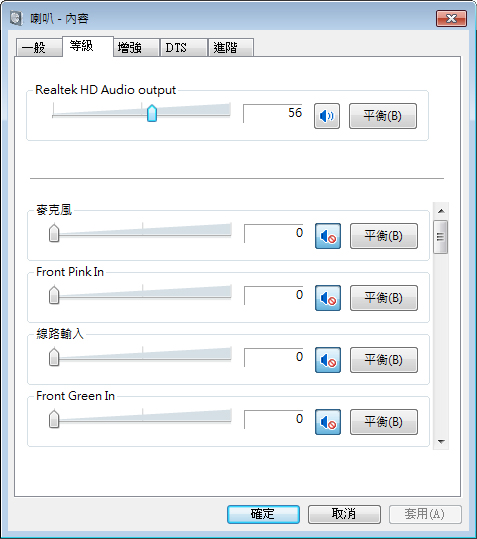 喇叭 - 內容
一般 等級 增強 DTS 進階
Realtek HD Audio output
56 平衡(B)
麥克風
0 平衡(B)
Front Pink In
0 平衡(B)
線路輸入
0 平衡(B)
Front Green In
0 平衡(B)
確定 取消 套用(A)